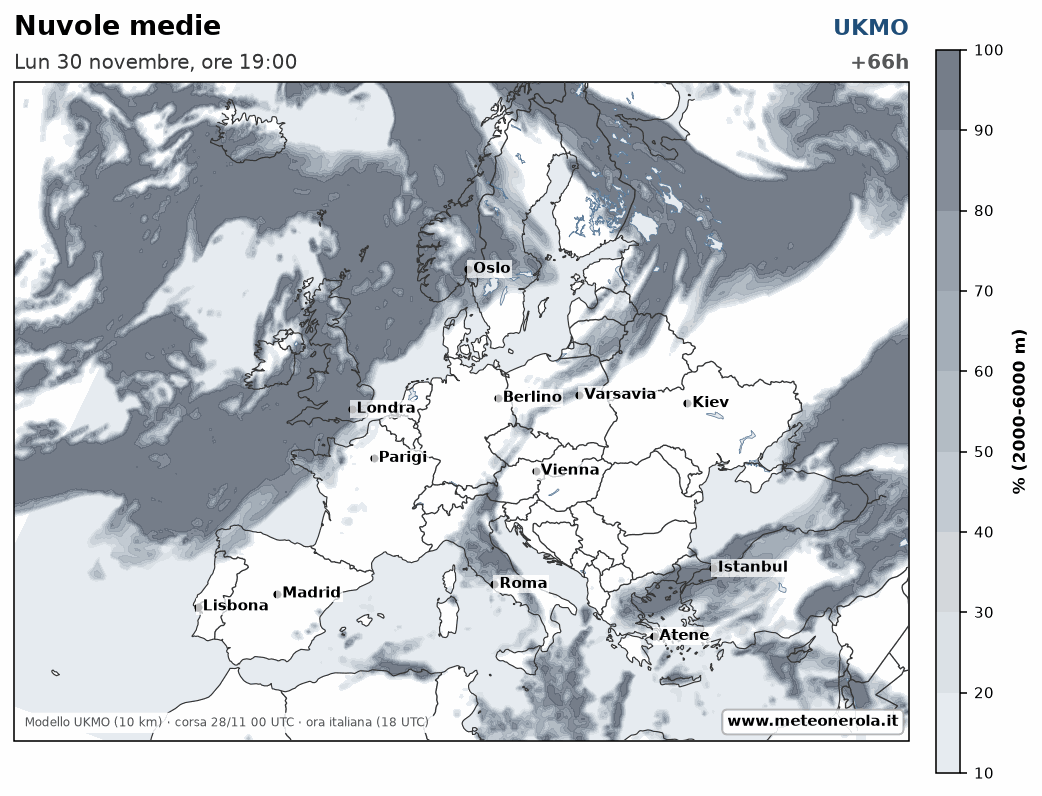 Nuvole medie
UKMO
Lun 30 novembre, ore 19:00
+66h
100
90
80
70
60
50
40
30
20
10
% (2000-6000 m)
Oslo
Londra
Berlino
Varsavia
Kiev
Parigi
Vienna
Istanbul
Roma
Madrid
Lisbona
Atene
Modello UKMO (10 km) · corsa 28/11 00 UTC · ora italiana (18 UTC)
www.meteonerola.it